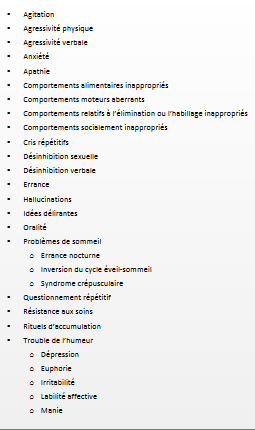 • Agitation
• Agressivité physique
• Agressivité verbale
• Anxiété
• Apathie
• Comportements alimentaires inappropriés
• Comportements moteurs aberrants
• Comportements relatifs à l'élimination ou l'habillage inappropriés
• Comportements socialement inappropriés
• Cris répétitifs
• Désinhibition sexuelle
• Désinhibition verbale
• Errance
• Hallucinations
• Idées délirantes
• Oralité
• Problèmes de sommeil
o Errance nocturne
o Inversion du cycle éveil-sommeil
o Syndrome crépusculaire
• Questionnement répétitif
• Résistance aux soins
• Rituels d'accumulation
• Trouble de l'humeur
o Dépression
o Euphorie
o Irritabilité
o Labilité affective
o Manie